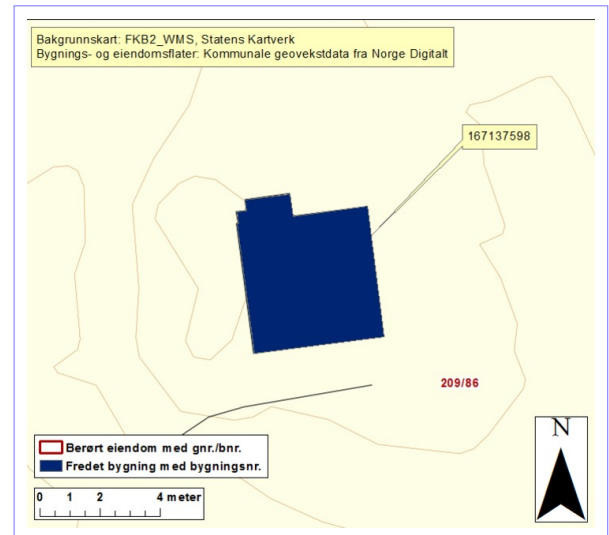 Bakgrunnskart: FKB2_WMS, Statens Kartverk
Bygnings- og eiendomsflater: Kommunale geovekstdata fra Norge Digitalt
167137598
209/86
Berørt eiendom med gnr./bnr.
Fredet bygning med bygningsnr.
0 1 2 4 meter
N